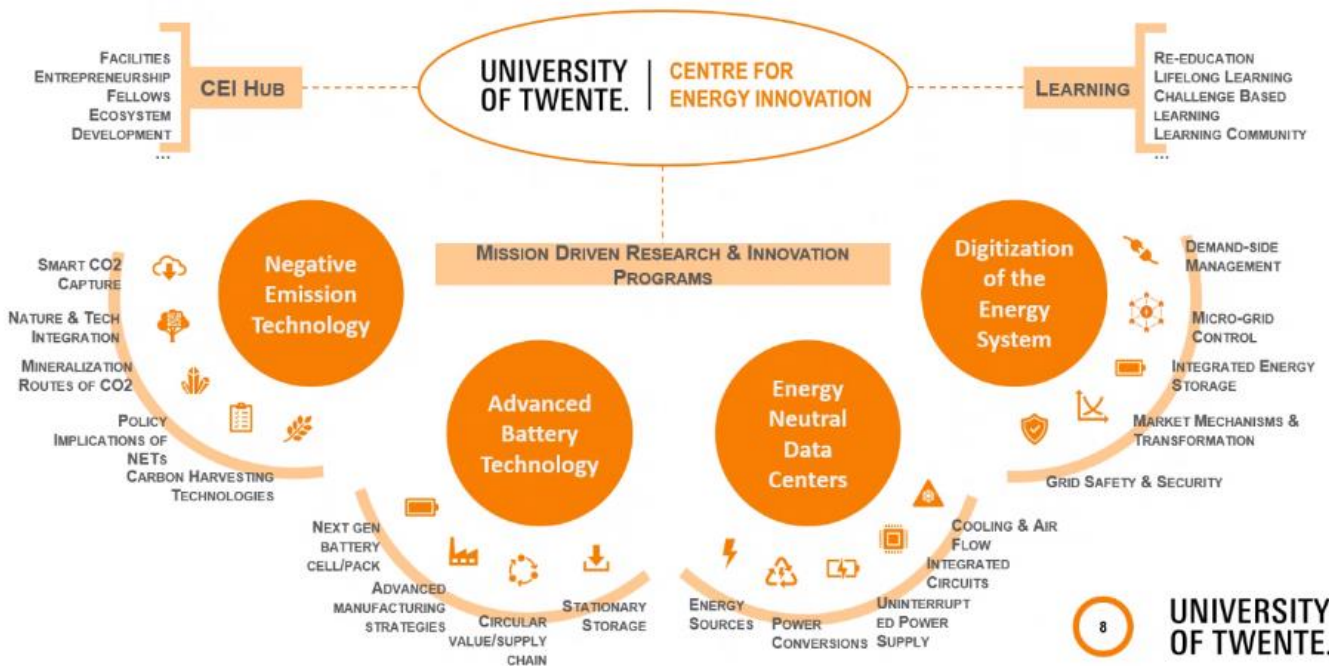 FACILITIES
ENTREPRENEURSHIP
FELLOWS
ECOSYSTEM
DEVELOPMENT
...
CEI HUB
UNIVERSITY
OF TWENTE.
CENTRE FOR
ENERGY INNOVATION
LEARNING
RE-EDUCATION
LIFELONG LEARNING
CHALLENGE BASED
LEARNING
LEARNING COMMUNITY
...
MISSION DRIVEN RESEARCH & INNOVATION
PROGRAMS
Negative
Emission
Technology
SMART CO2
CAPTURE
NATURE & TECH
INTEGRATION
MINERALIZATION
ROUTES OF CO2
POLICY
IMPLICATIONS OF
NETS
CARBON HARVESTING
TECHNOLOGIES
Advanced
Battery
Technology
NEXT GEN
BATTERY
CELL/PACK
ADVANCED
MANUFACTURING
STRATEGIES
CIRCULAR
VALUE/SUPPLY
CHAIN
STATIONARY
STORAGE
Energy
Neutral
Data
Centers
ENERGY
SOURCES
POWER
CONVERSIONS
UNINTERRUPT
ED POWER
SUPPLY
INTEGRATED
CIRCUITS
COOLING & AIR
FLOW
Digitization
of the
Energy
System
DEMAND-SIDE
MANAGEMENT
MICRO-GRID
CONTROL
INTEGRATED ENERGY
STORAGE
MARKET MECHANISMS &
TRANSFORMATION
GRID SAFETY & SECURITY
8
UNIVERSITY
OF TWENTE.